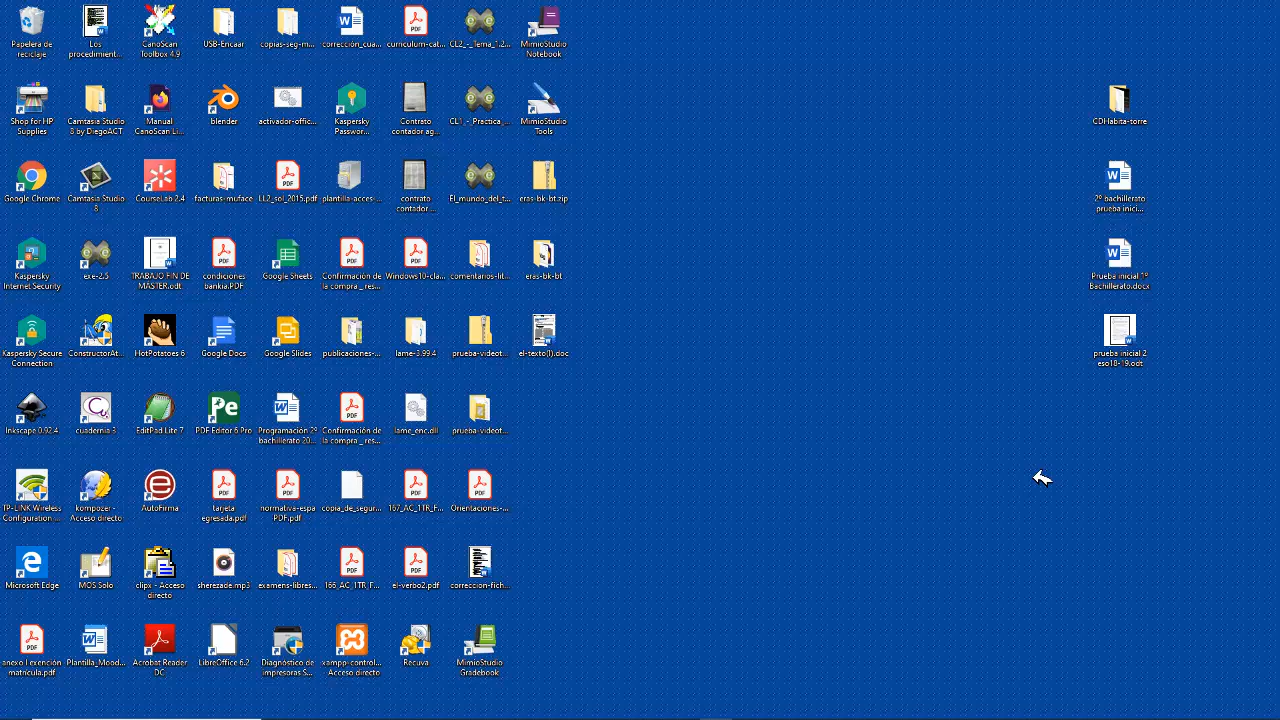 Papelera de
reciclaje
Los
procedimient...
CanoScan
Toolbox 4.9
USB-Encaar
copias-seg-m...
corrección_cua...
curriculum-cat...
CL2_-_Tema_1.2...
MimioStudio
Notebook
Shop for HP
Supplies
Camtasia Studio
8 by DiegoACT
Manual
CanoScan Li...
blender
activador-offic...
Kaspersky
Passwor...
Contrato
contador ag...
CL1_-_Practica_...
MimioStudio
Tools
CDHabita-torre
Google Chrome
Camtasia Studio
8
CourseLab 2.4
facturas-muface
LL2_sol_2015.pdf
plantilla-acces-...
contrato
contador ...
El_mundo_del_t...
eras-bk-bt.zip
2º bachillerato
prueba inici...
Kaspersky
Internet Security
exe-2.5
TRABAJO FIN DE
MASTER.odt
condiciones
bankia.PDF
Google Sheets
Confirmación de
la compra _ res...
Windows10-cla...
comentarios-lit...
eras-bk-bt
Prueba inicial 1º
Bachillerato.docx
Kaspersky Secure
Connection
ConstructorAt...
HotPotatoes 6
Google Docs
Google Slides
publicaciones-...
lame-3.99.4
prueba-videot...
el-texto(I).doc
prueba inicial 2
eso18-19.odt
Inkscape 0.92.4
cuadernia 3
EditPad Lite 7
PDF Editor 6 Pro
Programación 2º
bachillerato 20...
Confirmación de
la compra _ res...
lame_enc.dll
prueba-videot...
TP-LINK Wireless
Configuration ...
kompozer -
Acceso directo
AutoFirma
tarjeta
egresada.pdf
normativa-espa
PDF.pdf
copia_de_segur...
167_AC_1TR_F...
Orientaciones-...
Microsoft Edge
MOS Solo
clipx - Acceso
directo
sherezade.mp3
examens-libres...
166_AC_1TR_F...
el-verbo2.pdf
correccion-fich...
anexo-I-exención
matrícula.pdf
Plantilla_Mood...
Acrobat Reader
DC
LibreOffice 6.2
Diagnóstico de
impresoras S...
xampp-control...
- Acceso directo
Recuva
MimioStudio
Gradebook